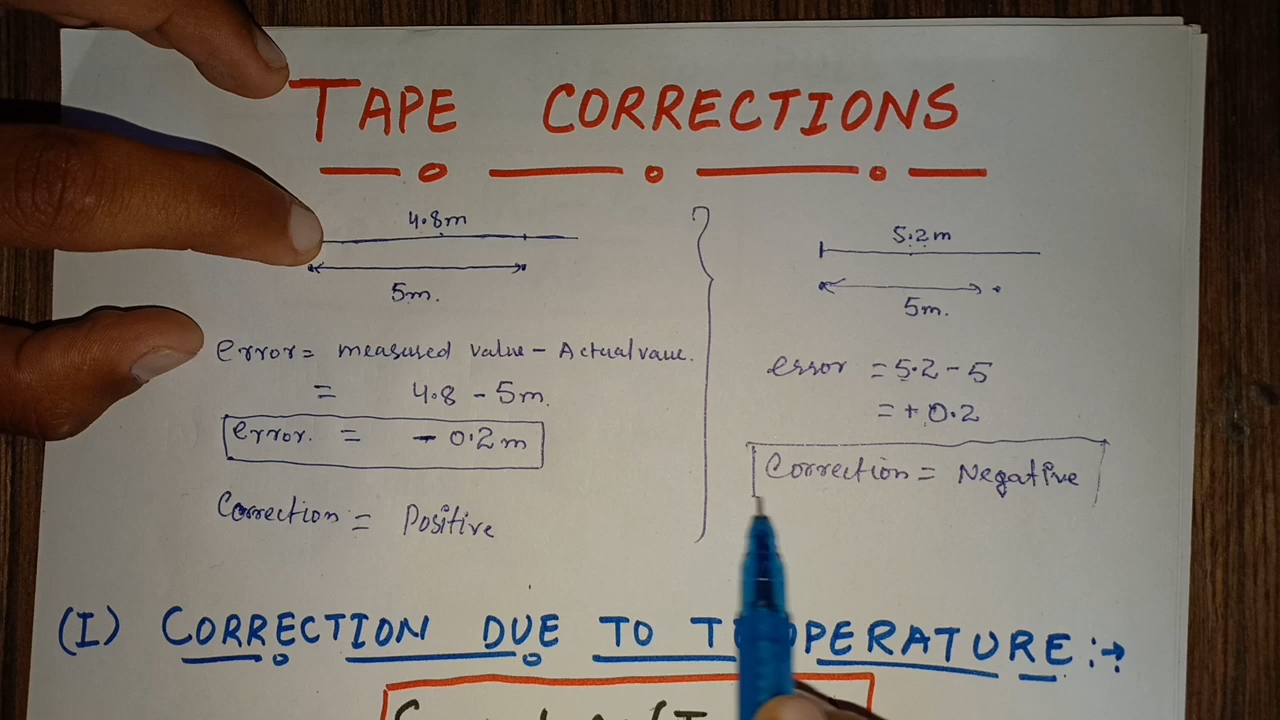 TAPE CORRECTIONS
4.8m
5m.
error = measured value - Actual vaue.
= 4.8 - 5m.
error. = - 0.2m
Correction = Positive
5.2m
5m.
error = 5.2 - 5
= + 0.2
Correction = Negative
(I) CORRECTION DUE TO PERATURE :→